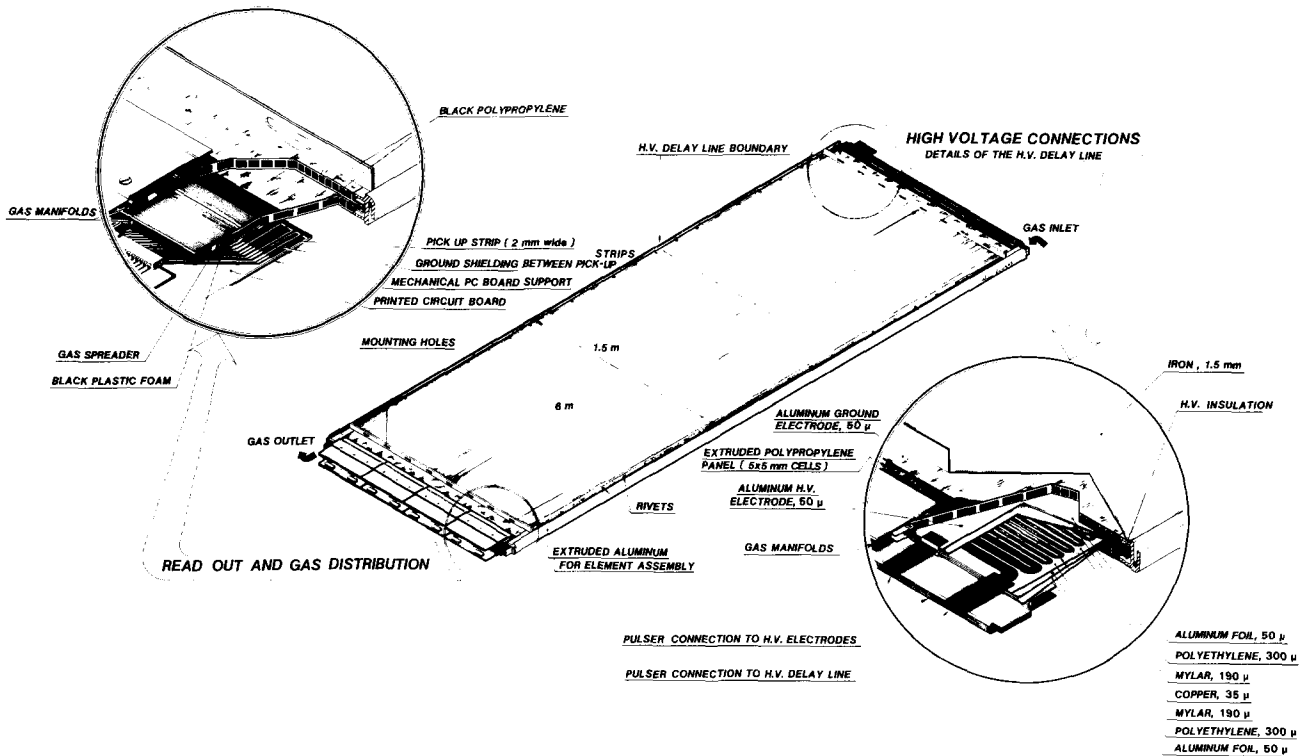 BLACK POLYPROPYLENE
GAS MANIFOLDS
PICK UP STRIP ( 2 mm wide )
STRIPS
GROUND SHIELDING BETWEEN PICK-UP
MECHANICAL PC BOARD SUPPORT
PRINTED CIRCUIT BOARD
GAS SPREADER
BLACK PLASTIC FOAM
MOUNTING HOLES
H.V. DELAY LINE BOUNDARY
HIGH VOLTAGE CONNECTIONS
DETAILS OF THE H.V. DELAY LINE
GAS INLET
1.5 m
6 m
GAS OUTLET
READ OUT AND GAS DISTRIBUTION
RIVETS
EXTRUDED ALUMINUM
FOR ELEMENT ASSEMBLY
IRON , 1.5 mm
H.V. INSULATION
ALUMINUM GROUND
ELECTRODE, 50 µ
EXTRUDED POLYPROPYLENE
PANEL ( 5x5 mm CELLS )
ALUMINUM H.V.
ELECTRODE, 50 µ
GAS MANIFOLDS
PULSER CONNECTION TO H.V. ELECTRODES
PULSER CONNECTION TO H.V. DELAY LINE
ALUMINUM FOIL, 50 µ
POLYETHYLENE, 300 µ
MYLAR, 190 µ
COPPER, 35 µ
MYLAR, 190 µ
POLYETHYLENE, 300 µ
ALUMINUM FOIL, 50 µ